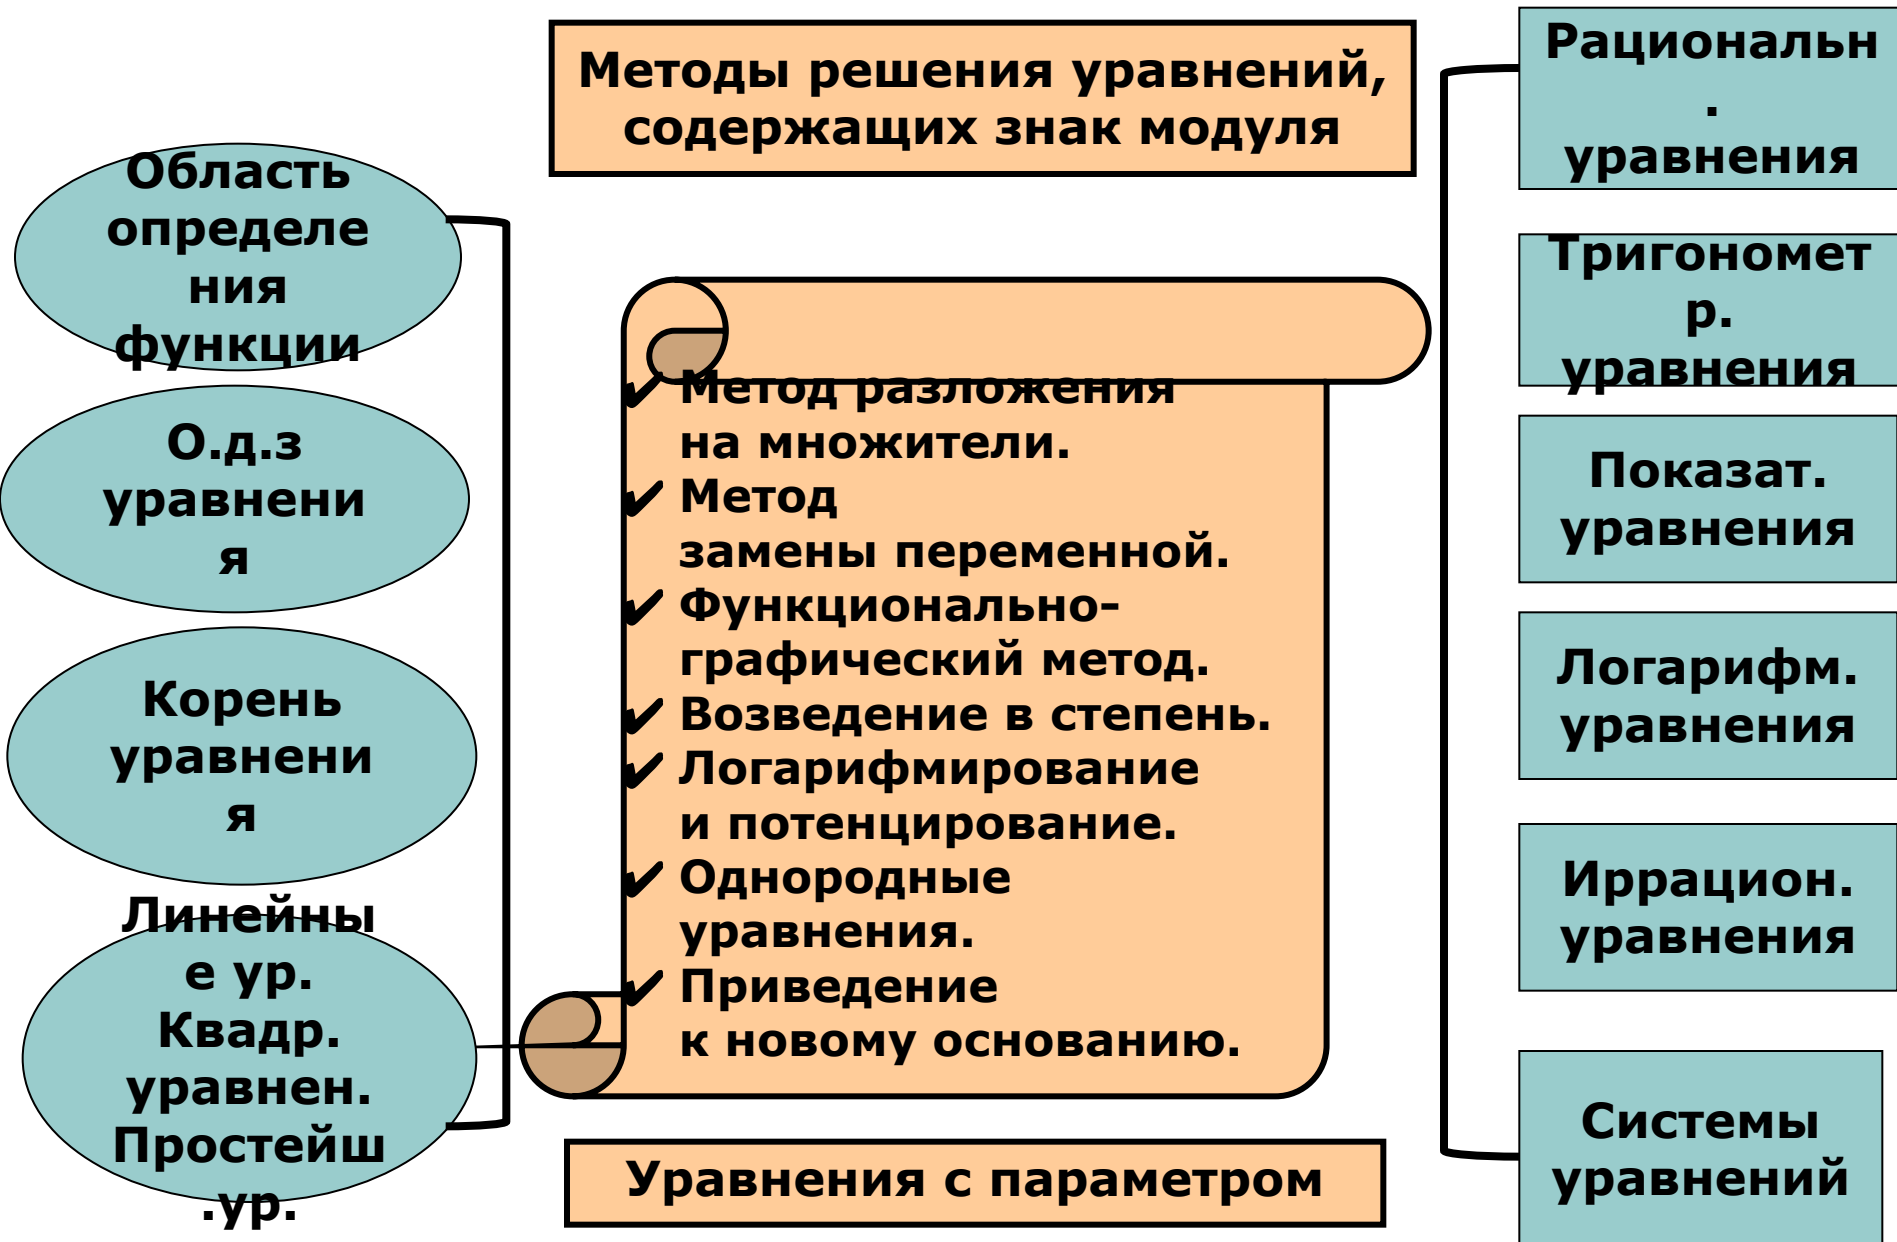 Методы решения уравнений,
содержащих знак модуля
Область
определе
ния
функции
О.д.з
уравнени
я
Корень
уравнени
я
Линейны
е ур.
Квадр.
уравнен.
Простейш
.ур.
✔ Метод разложения
на множители.
✔ Метод
замены переменной.
✔ Функционально-
графический метод.
✔ Возведение в степень.
✔ Логарифмирование
и потенцирование.
✔ Однородные
уравнения.
✔ Приведение
к новому основанию.
Уравнения с параметром
Рациональн
.
уравнения
Тригономет
р.
уравнения
Показат.
уравнения
Логарифм.
уравнения
Иррацион.
уравнения
Системы
уравнений